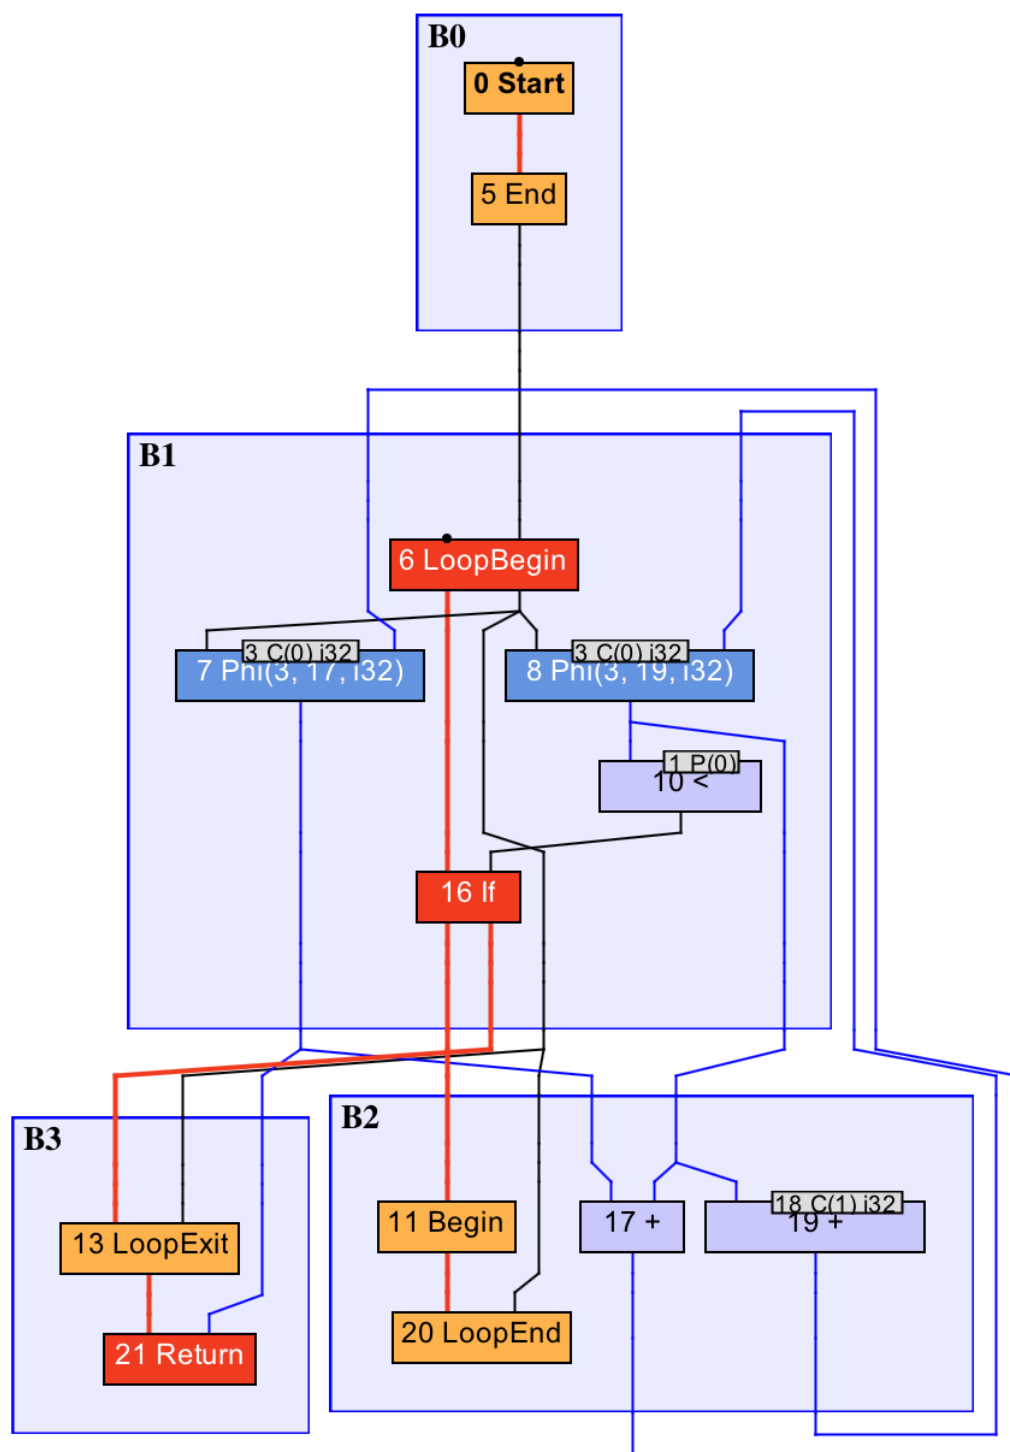 B0
0 Start
5 End
B1
6 LoopBegin
3 C(0) i32
7 Phi(3, 17, i32)
3 C(0) i32
8 Phi(3, 19, i32)
1 P(0)
10 <
16 If
B3
13 LoopExit
21 Return
B2
11 Begin
17 +
18 C(1) i32
19 +
20 LoopEnd